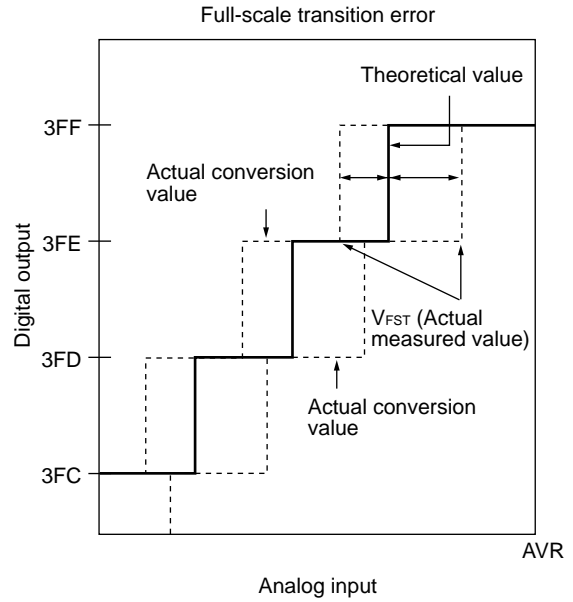 Full-scale transition error
Theoretical value
3FF
Actual conversion
value
3FE
Digital output
VFST (Actual
measured value)
3FD
Actual conversion
value
3FC
AVR
Analog input